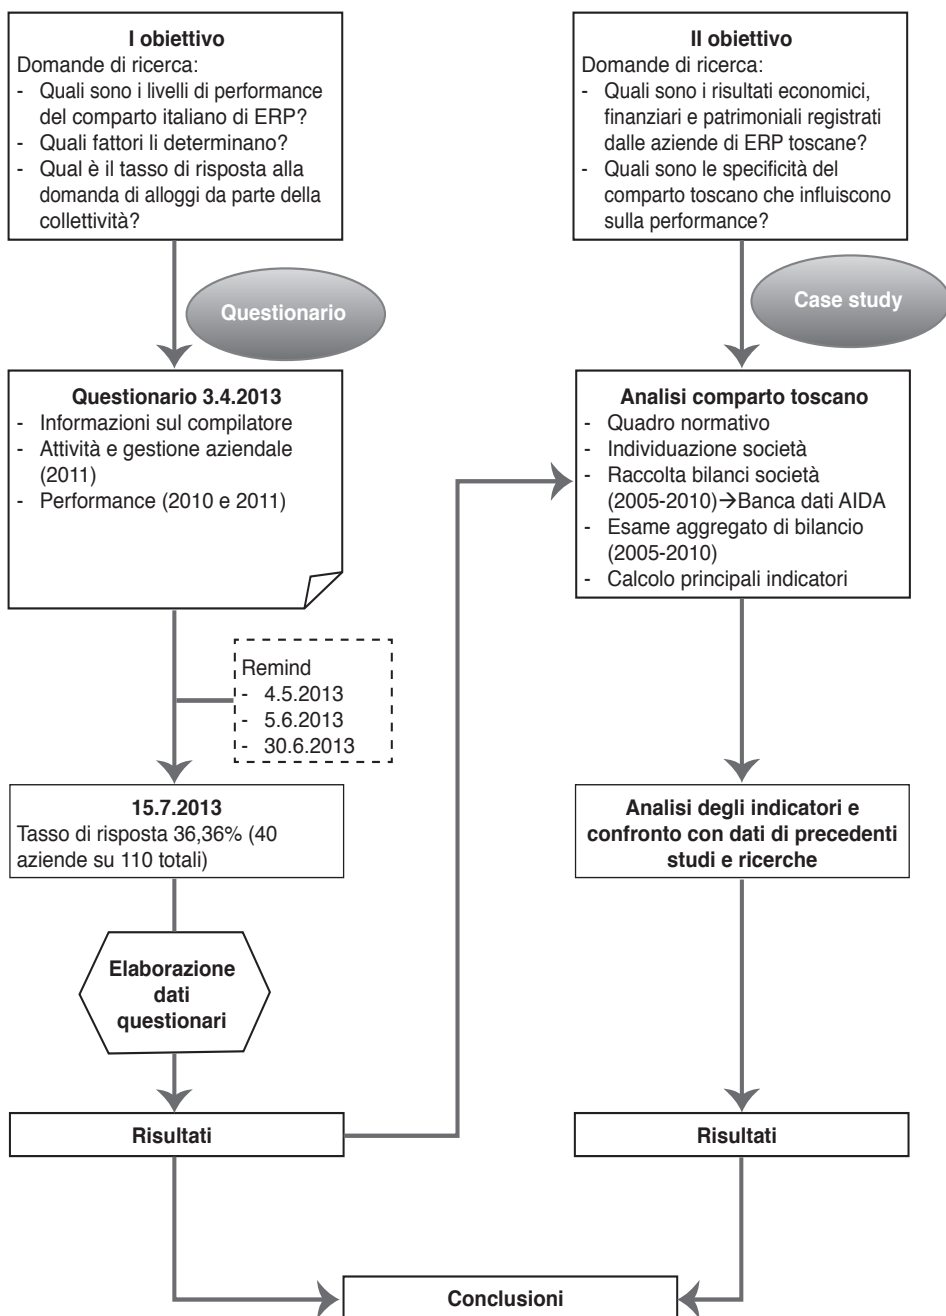 I obiettivo
Domande di ricerca:
- Quali sono i livelli di performance
del comparto italiano di ERP?
- Quali fattori li determinano?
- Qual è il tasso di risposta alla
domanda di alloggi da parte della
collettività?
Questionario
Questionario 3.4.2013
- Informazioni sul compilatore
- Attività e gestione aziendale
(2011)
- Performance (2010 e 2011)
Remind
- 4.5.2013
- 5.6.2013
- 30.6.2013
15.7.2013
Tasso di risposta 36,36% (40
aziende su 110 totali)
Elaborazione
dati
questionari
Risultati
II obiettivo
Domande di ricerca:
- Quali sono i risultati economici,
finanziari e patrimoniali registrati
dalle aziende di ERP toscane?
- Quali sono le specificità del
comparto toscano che influiscono
sulla performance?
Case study
Analisi comparto toscano
- Quadro normativo
- Individuazione società
- Raccolta bilanci società
(2005-2010)→Banca dati AIDA
- Esame aggregato di bilancio
(2005-2010)
- Calcolo principali indicatori
Analisi degli indicatori e
confronto con dati di precedenti
studi e ricerche
Risultati
Conclusioni